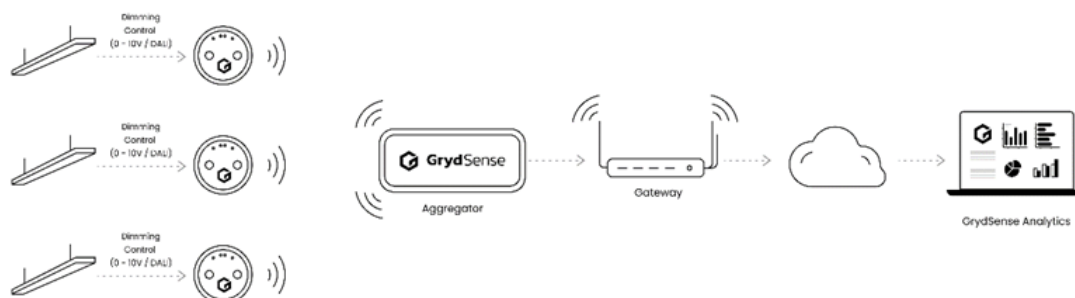 Dimming
Control
(0 - 10V / DALI)
Dimming
Control
(0 - 10V / DALI)
GrydSense
Aggregator
Gateway
GrydSense Analytics
Dimming
Control
(0 - 10V / DALI)